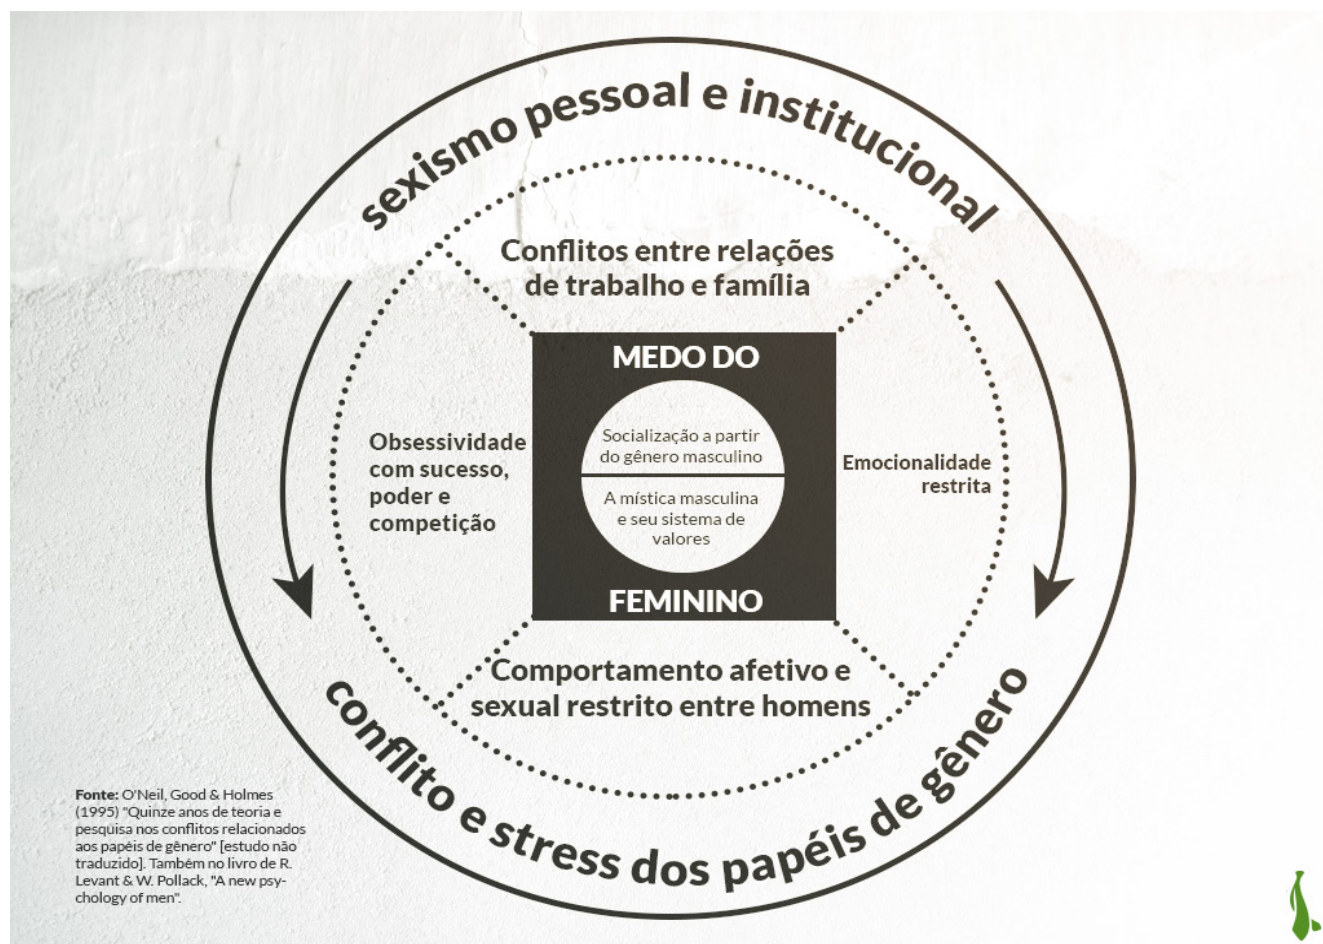 sexismo pessoal e institucional
Conflitos entre relações
de trabalho e família
MEDO DO
Socialização a partir
do gênero masculino
A mística masculina
e seu sistema de
valores
FEMININO
Obsessividade
com sucesso,
poder e
competição
Emocionalidade
restrita
Comportamento afetivo e
sexual restrito entre homens
conflito e stress dos papéis de gênero
Fonte: O'Neil, Good & Holmes
(1995) "Quinze anos de teoria e
pesquisa nos conflitos relacionados
aos papéis de gênero" [estudo não
traduzido]. Também no livro de R.
Levant & W. Pollack, "A new psy-
chology of men".